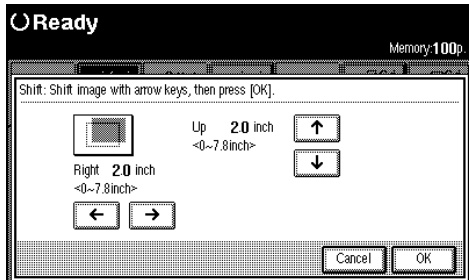 Ready
Memory:100p.
Shift: Shift image with arrow keys, then press [OK].
Up 2.0 inch
<0~7.8inch>
Right 2.0 inch
<0~7.8inch>
Cancel OK